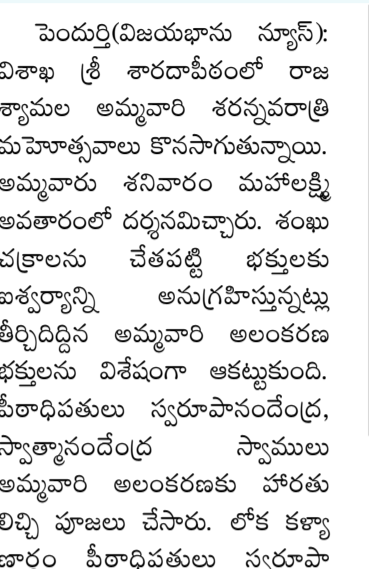 పెందుర్తి(విజయభాను న్యూస్):
విశాఖ శ్రీ శారదాపీఠంలో రాజ
శ్యామల అమ్మవారి శరన్నవరాత్రి
మహెూత్సవాలు కొనసాగుతున్నాయి.
అమ్మవారు శనివారం మహాలక్ష్మి
అవతారంలో దర్శనమిచ్చారు. శంఖు
చక్రాలను చేతపట్టి భక్తులకు
ఐశ్వర్యాన్ని అనుగ్రహిస్తున్నట్లు
తీర్చిదిద్దిన అమ్మవారి అలంకరణ
భక్తులను విశేషంగా ఆకట్టుకుంది.
పీఠాధిపతులు స్వరూపానందేంద్ర,
స్వాత్మానందేంద్ర స్వాములు
అమ్మవారి అలంకరణకు హారతు
లిచ్చి పూజలు చేసారు. లోక కళ్యా
ణార్థం పీఠాధిపతులు స్వరూపా